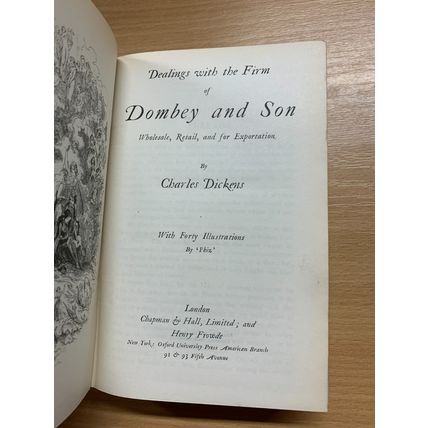 Dealings with the Firm
of
Dombey and Son
Wholesale, Retail, and for Exportation
By
Charles Dickens
With Forty Illustrations
By 'Phiz'
London
Chapman & Hall, Limited; and
Henry Frowde
New York: Oxford University Press American Branch
91 & 93 Fifth Avenue